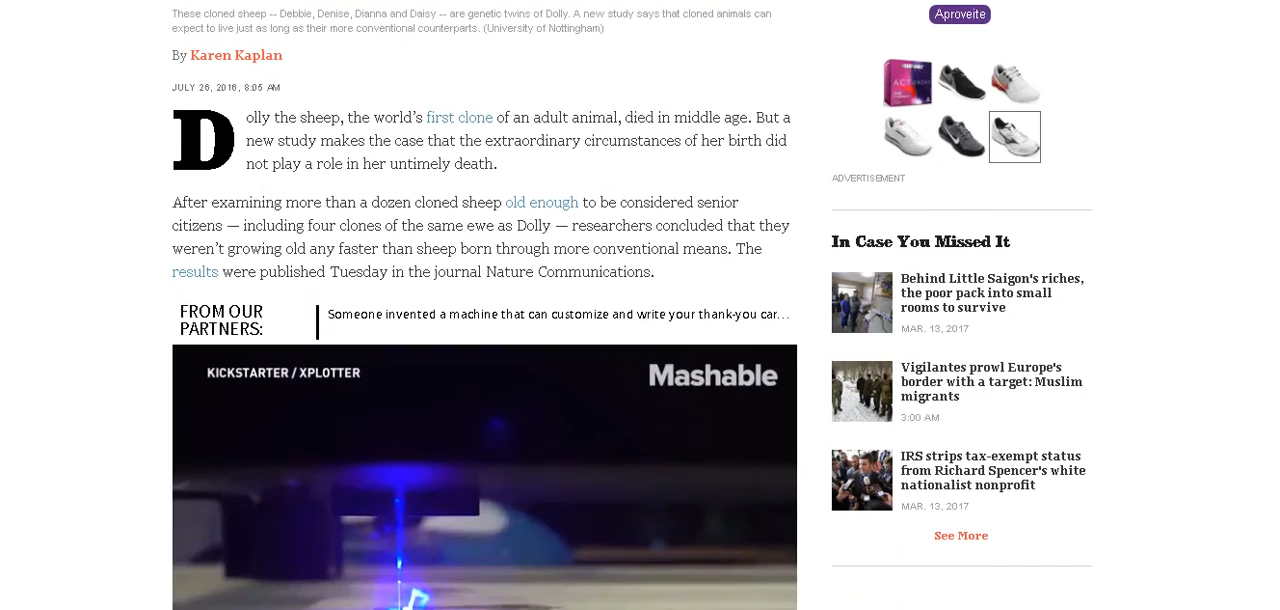 These cloned sheep -- Debbie, Denise, Dianna and Daisy -- are genetic twins of Dolly. A new study says that cloned animals can
expect to live just as long as their more conventional counterparts. (University of Nottingham)
By Karen Kaplan
JULY 26, 2016, 8:05 AM
Dolly the sheep, the world's first clone of an adult animal, died in middle age. But a
new study makes the case that the extraordinary circumstances of her birth did
not play a role in her untimely death.
After examining more than a dozen cloned sheep old enough to be considered senior
citizens — including four clones of the same ewe as Dolly — researchers concluded that they
weren't growing old any faster than sheep born through more conventional means. The
results were published Tuesday in the journal Nature Communications.
FROM OUR
PARTNERS:
Someone invented a machine that can customize and write your thank-you car...
KICKSTARTER / XPLOTTER
Mashable
Aproveite
ADVERTISEMENT
In Case You Missed It
Behind Little Saigon's riches,
the poor pack into small
rooms to survive
MAR. 13, 2017
Vigilantes prowl Europe's
border with a target: Muslim
migrants
3:00 AM
IRS strips tax-exempt status
from Richard Spencer's white
nationalist nonprofit
MAR. 13, 2017
See More